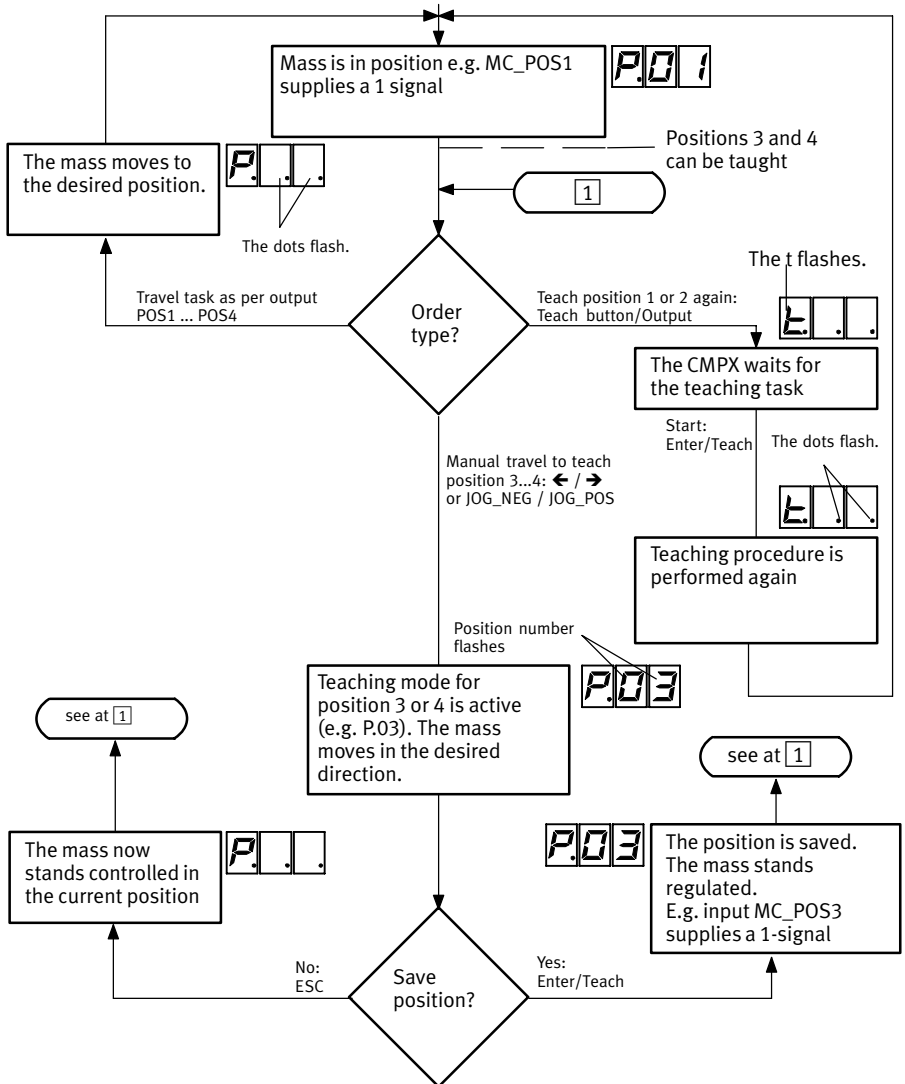 Mass is in position e.g. MC_POS1
supplies a 1 signal
P.01
Positions 3 and 4
can be taught
1
The mass moves to
the desired position.
P. . .
The dots flash.
Travel task as per output
POS1 ... POS4
Order
type?
Teach position 1 or 2 again:
Teach button/Output
The t flashes.
t. . .
The CMPX waits for
the teaching task
Start:
Enter/Teach
The dots flash.
t. . .
Teaching procedure is
performed again
Manual travel to teach
position 3...4: ← / →
or JOG_NEG / JOG_POS
Position number
flashes
P.03
Teaching mode for
position 3 or 4 is active
(e.g. P.03). The mass
moves in the desired
direction.
see at 1
see at 1
The mass now
stands controlled in
the current position
P. . .
P.03
The position is saved.
The mass stands
regulated.
E.g. input MC_POS3
supplies a 1-signal
No:
ESC
Save
position?
Yes:
Enter/Teach